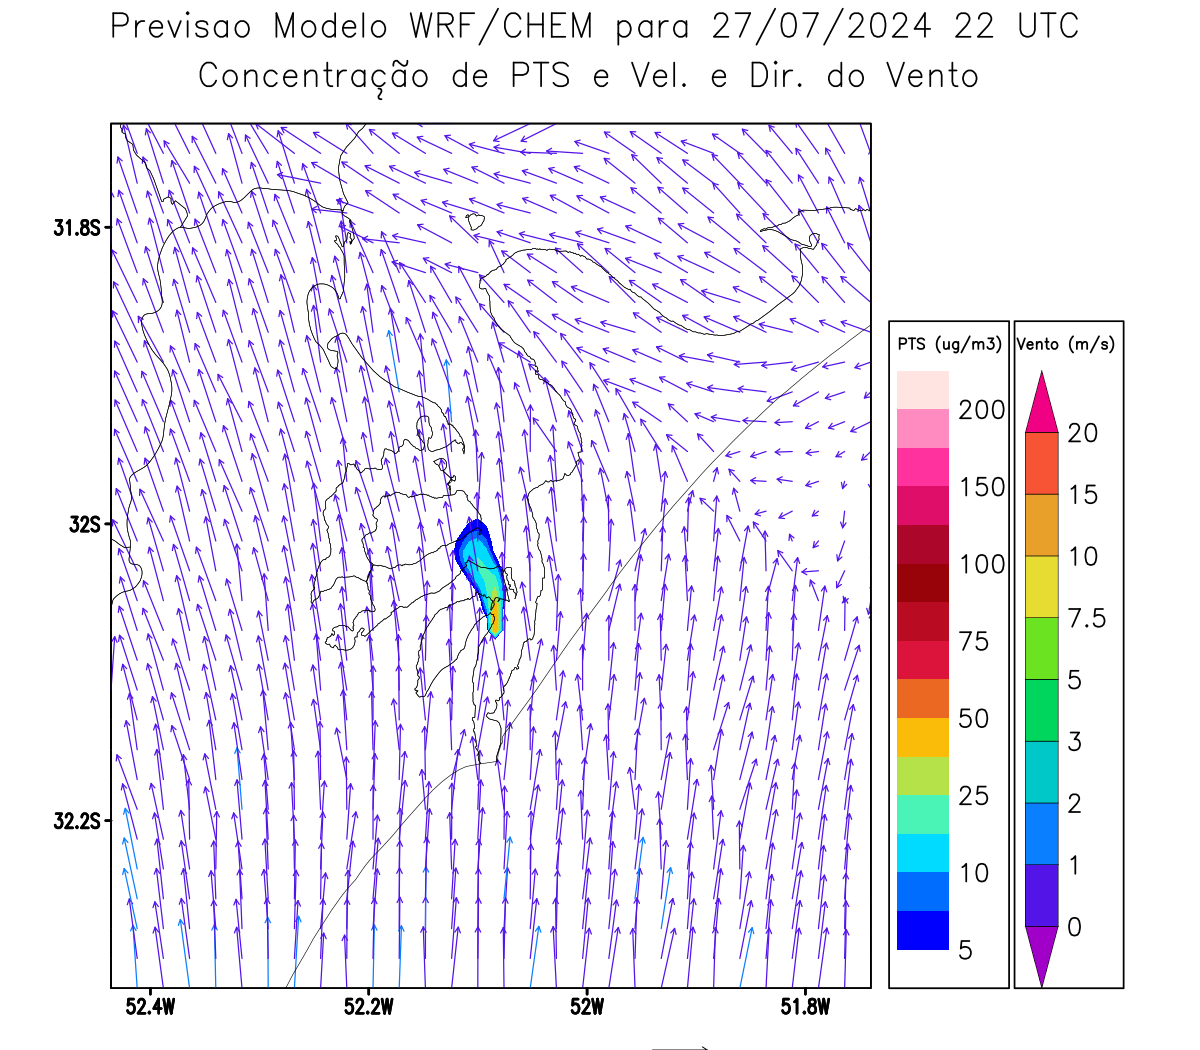 Previsao Modelo WRF/CHEM para 27/07/2024 22 UTC
Concentração de PTS e Vel. e Dir. do Vento
31.8S
32S
32.2S
52.4W 52.2W 52W 51.8W
PTS (ug/m3)
200
150
100
75
50
25
10
5
Vento (m/s)
20
15
10
7.5
5
3
2
1
0